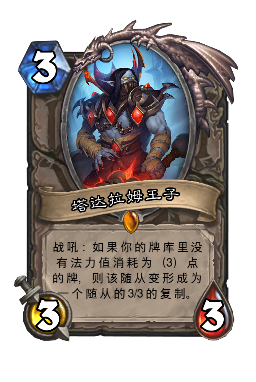 3
塔达拉姆王子
战吼：如果你的牌库里没
有法力值消耗为（3）点
的牌，则该随从变形成为
一个随从的3/3的复制。
3
3